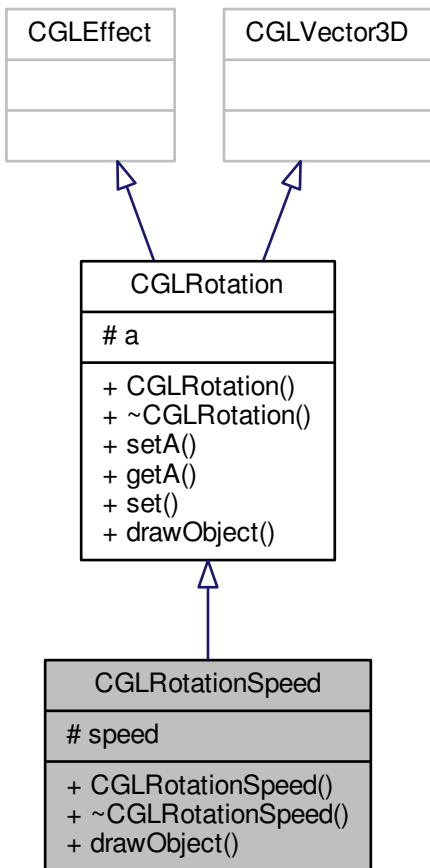 CGLEffect
CGLVector3D
CGLRotation
# a
+ CGLRotation()
+ ~CGLRotation()
+ setA()
+ getA()
+ set()
+ drawObject()
CGLRotationSpeed
# speed
+ CGLRotationSpeed()
+ ~CGLRotationSpeed()
+ drawObject()